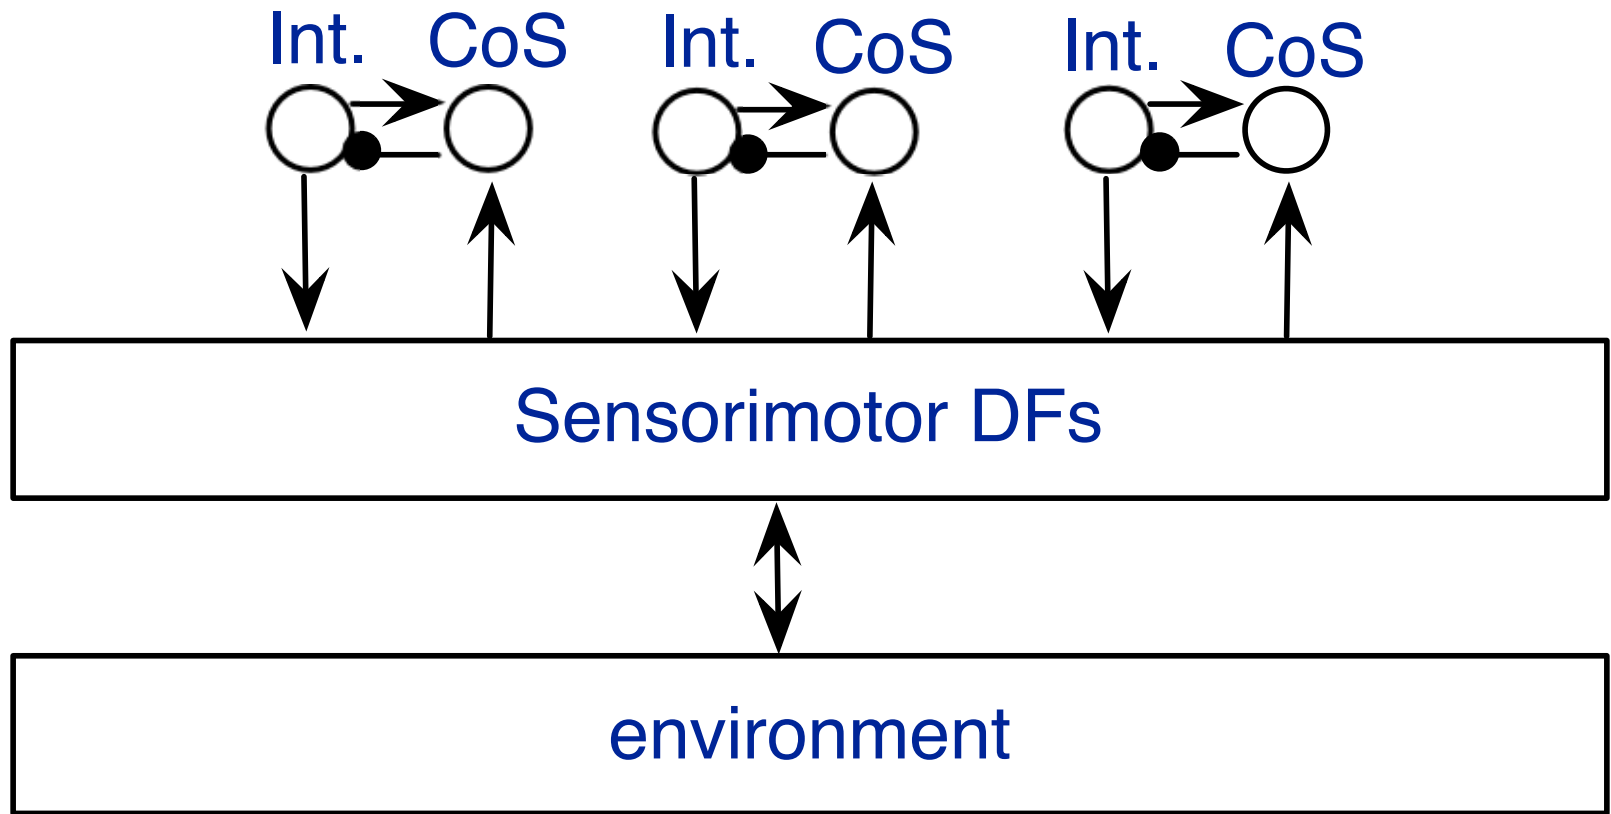 Int. CoS Int. CoS Int. CoS
Sensorimotor DFs
environment